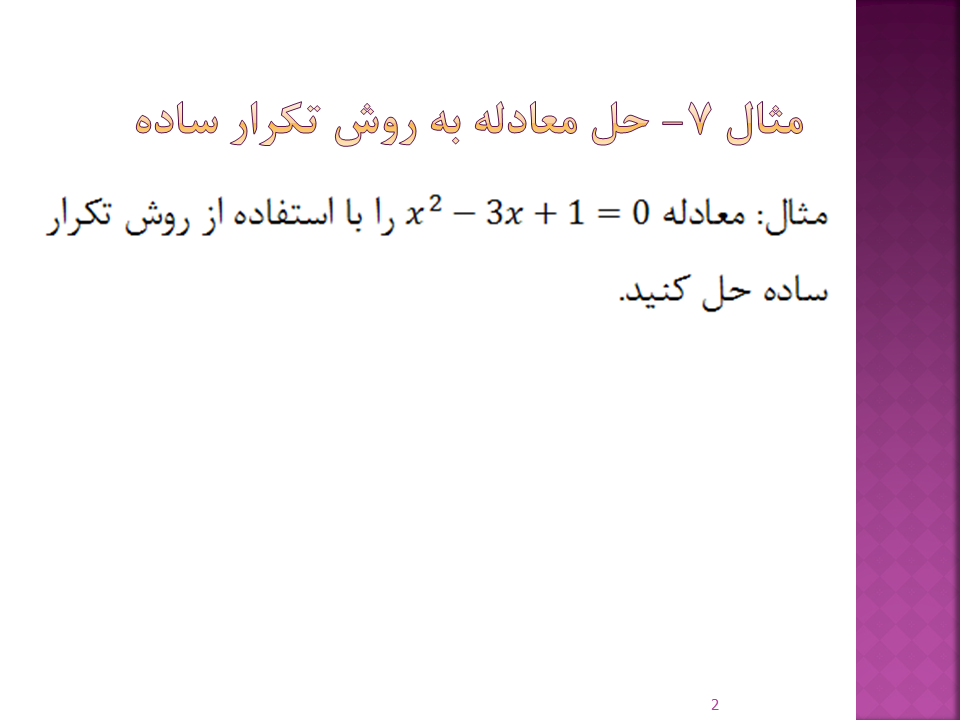 مثال ۷- حل معادله به روش تکرار ساده
مثال: معادله x² − 3x + 1 = 0 را با استفاده از روش تکرار
ساده حل کنید.
2